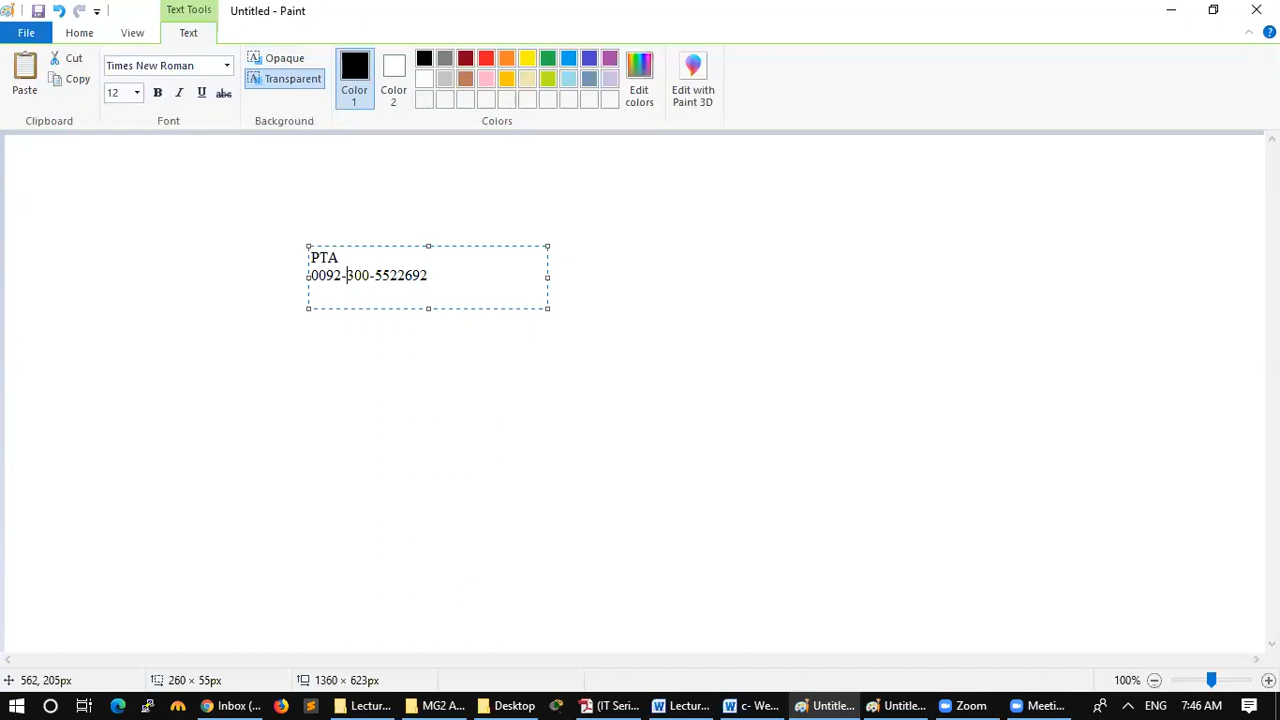 Text Tools
Untitled - Paint
File
Home
View
Text
Paste
Cut
Copy
Clipboard
Times New Roman
12
B I U abc
Font
Opaque
Transparent
Background
Color 1
Color 2
Edit colors
Colors
Edit with Paint 3D
PTA
0092-300-5522692
562, 205px
260 × 55px
1360 × 623px
100%
Inbox (...
Lectur...
MG2 A...
Desktop
(IT Seri...
Lectur...
c- We...
Untitle...
Untitle...
Zoom
Meeti...
ENG
7:46 AM